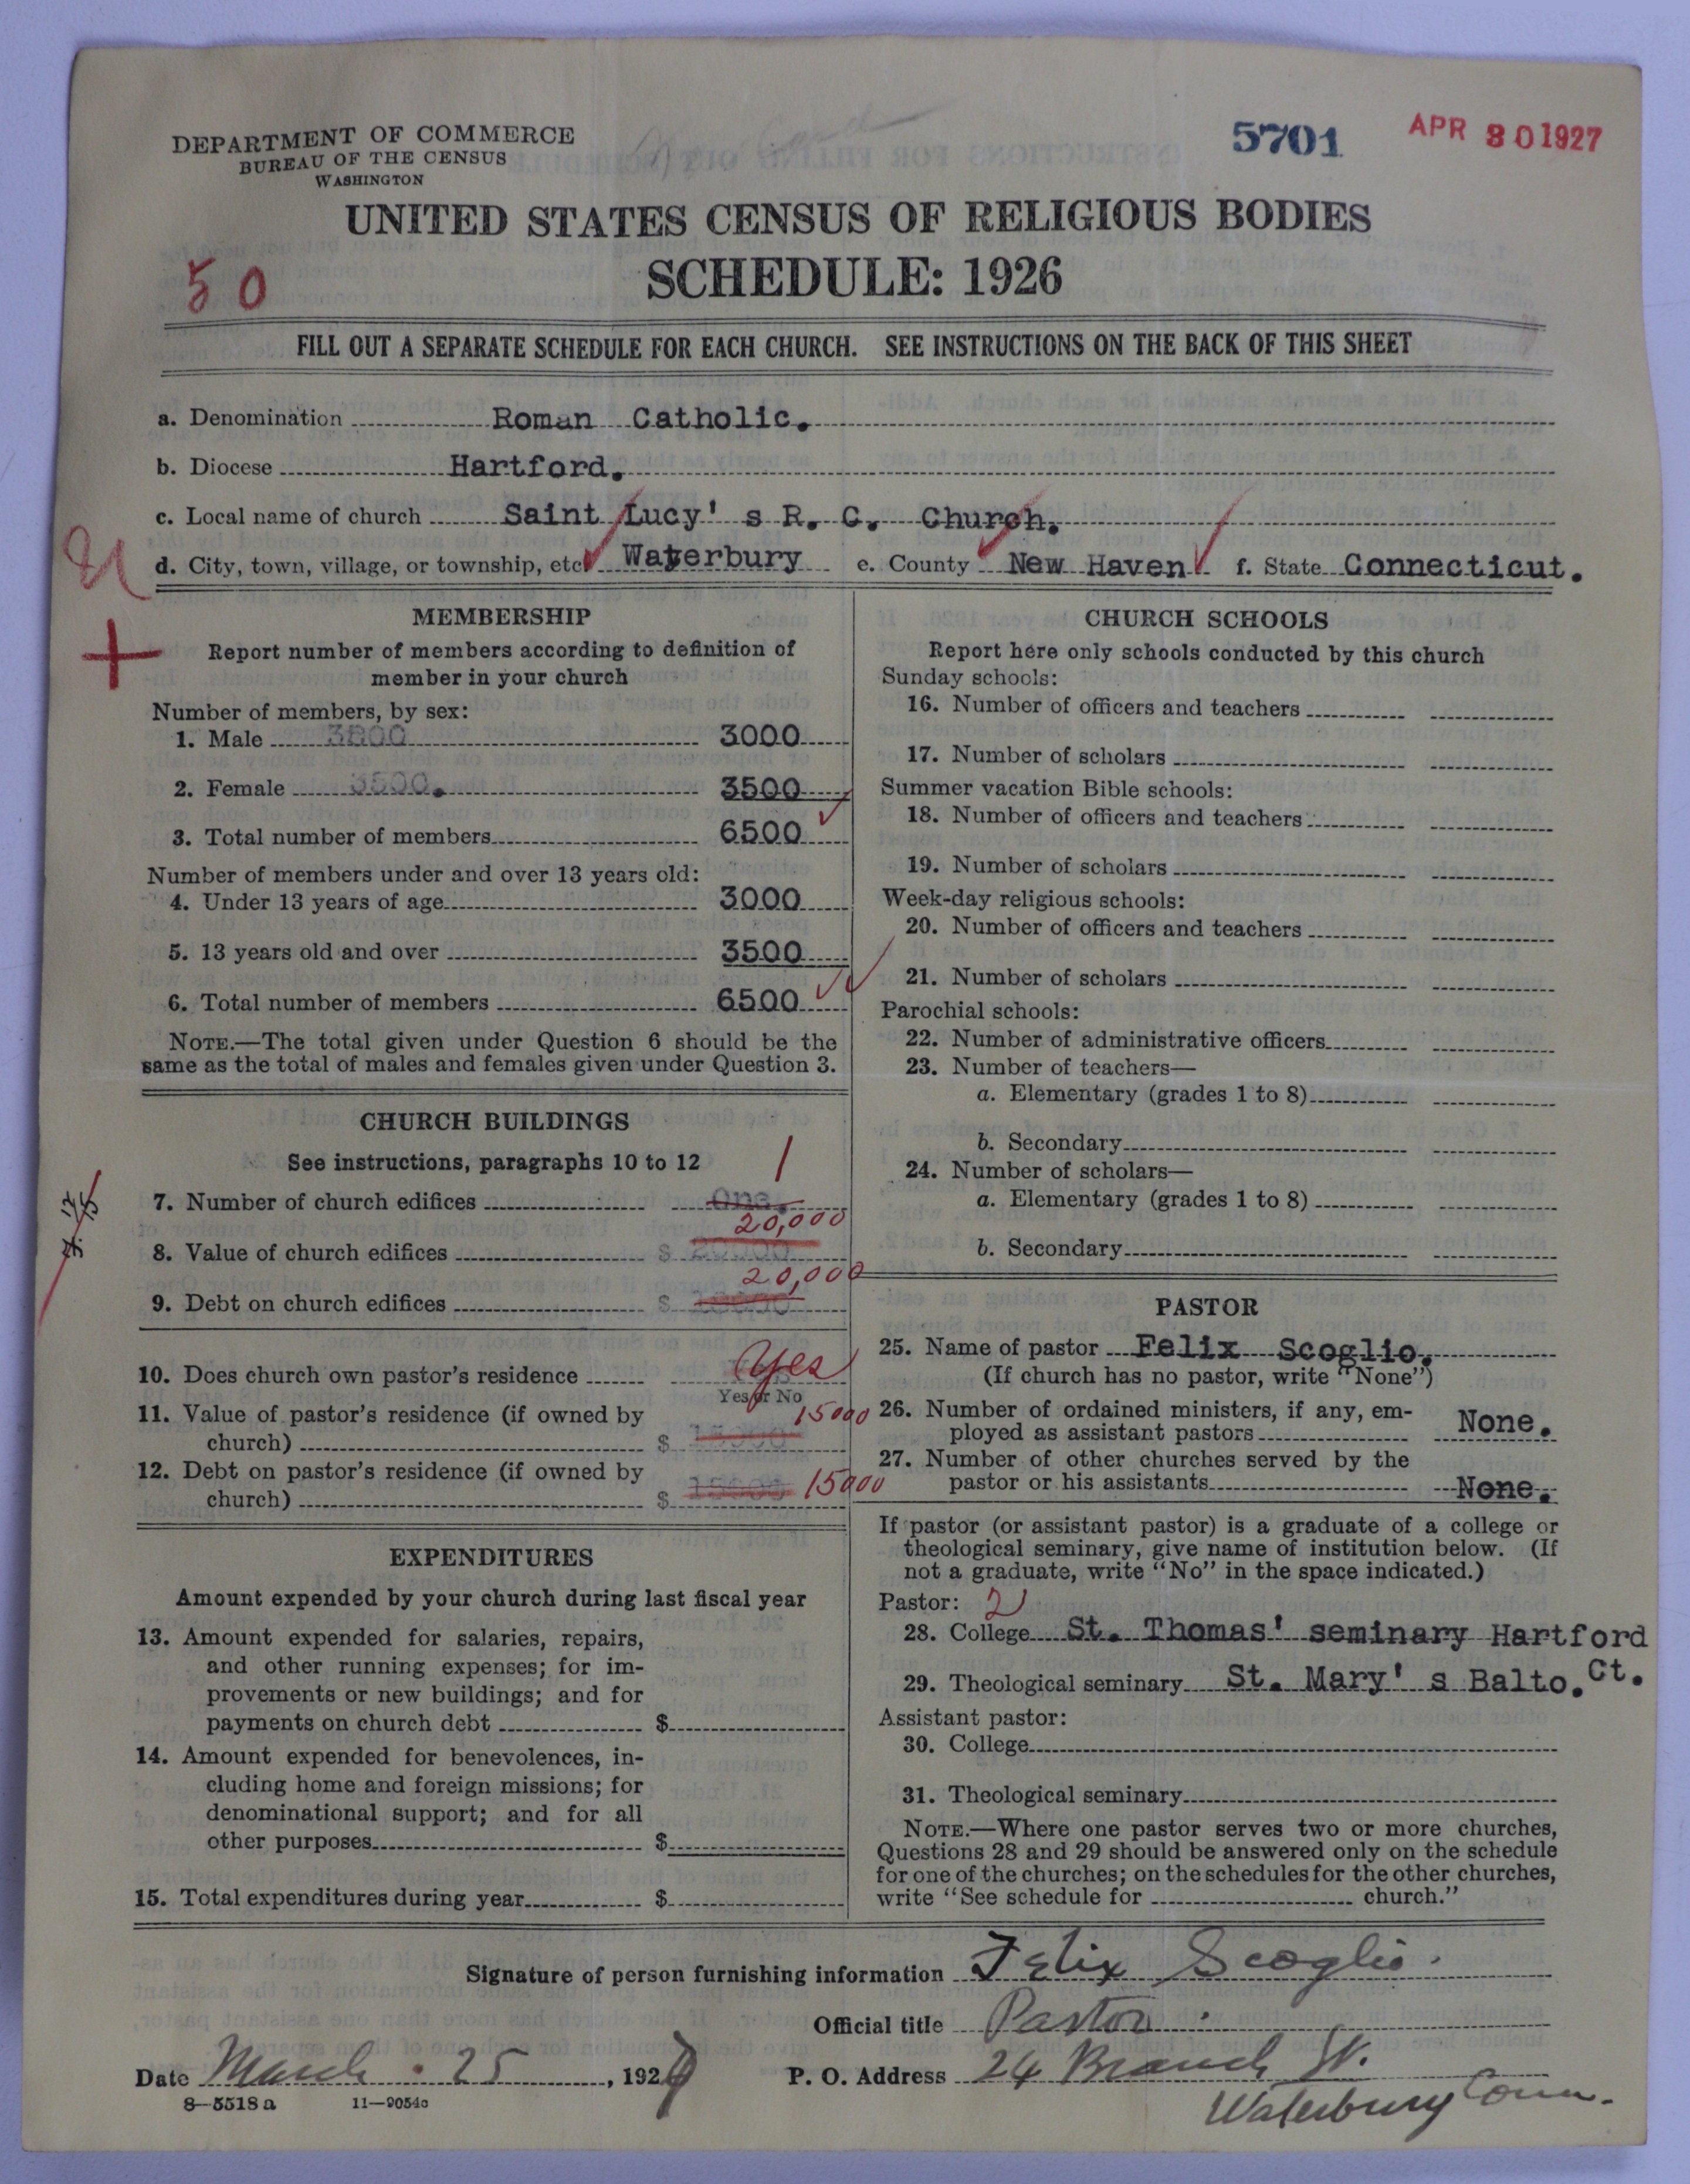 DEPARTMENT OF COMMERCE
BUREAU OF THE CENSUS
WASHINGTON
5701
APR 30 1927
UNITED STATES CENSUS OF RELIGIOUS BODIES
SCHEDULE: 1926
50
FILL OUT A SEPARATE SCHEDULE FOR EACH CHURCH. SEE INSTRUCTIONS ON THE BACK OF THIS SHEET
a. Denomination Roman Catholic.
b. Diocese Hartford.
c. Local name of church Saint Lucy' s R. C. Church.
d. City, town, village, or township, etc. Waterbury e. County New Haven f. State Connecticut.
MEMBERSHIP
Report number of members according to definition of
member in your church
Number of members, by sex:
1. Male 3000 3000
2. Female 3500. 3500
3. Total number of members 6500
Number of members under and over 13 years old:
4. Under 13 years of age 3000
5. 13 years old and over 3500
6. Total number of members 6500
NOTE.—The total given under Question 6 should be the
same as the total of males and females given under Question 3.
CHURCH BUILDINGS
See instructions, paragraphs 10 to 12 1
7. Number of church edifices One.
20,000
8. Value of church edifices $ 20000
20,000
9. Debt on church edifices $
10. Does church own pastor's residence Yes
Yes or No
11. Value of pastor's residence (if owned by
church) $ 15000 15000
12. Debt on pastor's residence (if owned by
church) $ 15000 15000
EXPENDITURES
Amount expended by your church during last fiscal year
13. Amount expended for salaries, repairs,
and other running expenses; for im-
provements or new buildings; and for
payments on church debt $
14. Amount expended for benevolences, in-
cluding home and foreign missions; for
denominational support; and for all
other purposes $
15. Total expenditures during year $
CHURCH SCHOOLS
Report here only schools conducted by this church
Sunday schools:
16. Number of officers and teachers
17. Number of scholars
Summer vacation Bible schools:
18. Number of officers and teachers
19. Number of scholars
Week-day religious schools:
20. Number of officers and teachers
21. Number of scholars
Parochial schools:
22. Number of administrative officers
23. Number of teachers—
a. Elementary (grades 1 to 8)
b. Secondary
24. Number of scholars—
a. Elementary (grades 1 to 8)
b. Secondary
PASTOR
25. Name of pastor Felix Scoglio.
(If church has no pastor, write "None")
26. Number of ordained ministers, if any, em-
ployed as assistant pastors None.
27. Number of other churches served by the
pastor or his assistants None.
If pastor (or assistant pastor) is a graduate of a college or
theological seminary, give name of institution below. (If
not a graduate, write "No" in the space indicated.)
Pastor: 2
28. College St. Thomas' seminary Hartford
29. Theological seminary St. Mary' s Balto. Ct.
Assistant pastor:
30. College
31. Theological seminary
NOTE.—Where one pastor serves two or more churches,
Questions 28 and 29 should be answered only on the schedule
for one of the churches; on the schedules for the other churches,
write "See schedule for church."
Signature of person furnishing information Felix Scoglio.
Official title Pastor.
Date March. 25, 1927 P. O. Address 24 Branch St.
Waterbury Conn.
8—5518 a 11—9054c